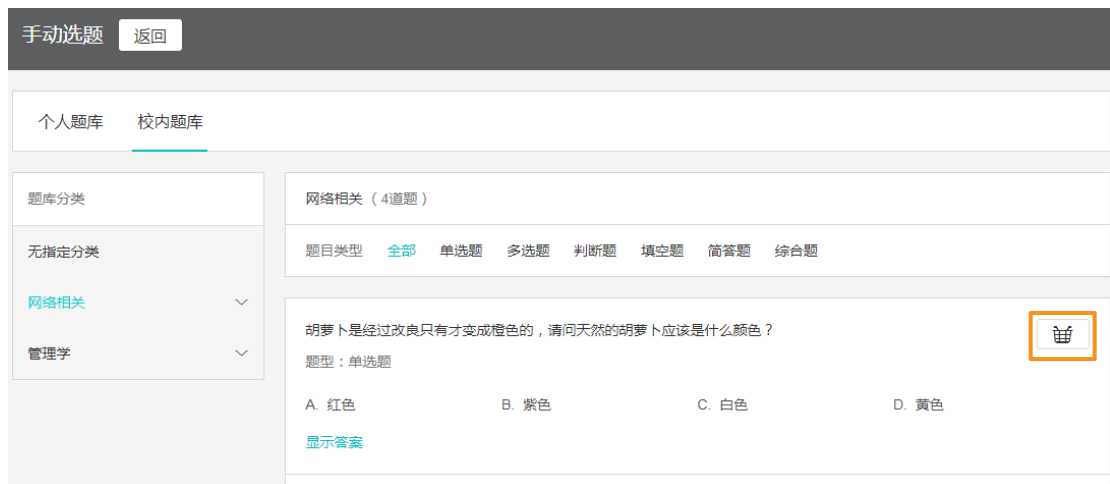 手动选题 返回
个人题库 校内题库
题库分类
无指定分类
网络相关
管理学
网络相关（4道题）
题目类型 全部 单选题 多选题 判断题 填空题 简答题 综合题
胡萝卜是经过改良只有才变成橙色的，请问天然的胡萝卜应该是什么颜色？
题型：单选题
A. 红色 B. 紫色 C. 白色 D. 黄色
显示答案